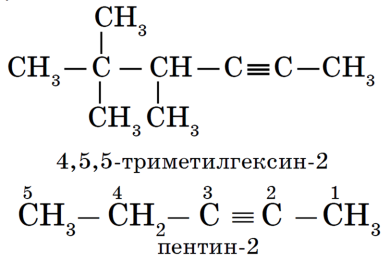 CH₃
CH₃ — C — CH — C ≡ C — CH₃
CH₃ CH₃
4,5,5-триметилгексин-2
5 4 3 2 1
CH₃ — CH₂ — C ≡ C — CH₃
пентин-2